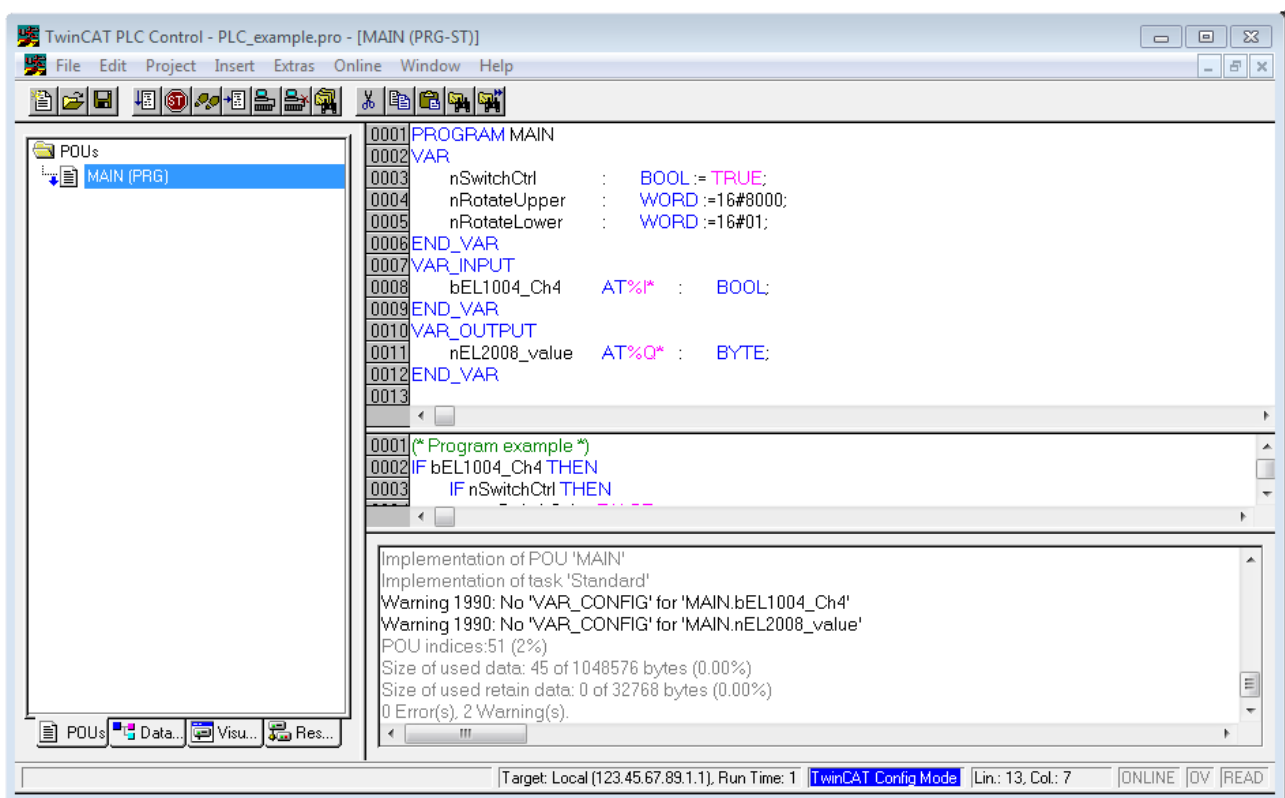 TwinCAT PLC Control - PLC_example.pro - [MAIN (PRG-ST)]
File Edit Project Insert Extras Online Window Help
POUs
MAIN (PRG)
0001 PROGRAM MAIN
0002 VAR
0003 nSwitchCtrl : BOOL := TRUE;
0004 nRotateUpper : WORD :=16#8000;
0005 nRotateLower : WORD :=16#01;
0006 END_VAR
0007 VAR_INPUT
0008 bEL1004_Ch4 AT%I* : BOOL;
0009 END_VAR
0010 VAR_OUTPUT
0011 nEL2008_value AT%Q* : BYTE;
0012 END_VAR
0013
0001 (* Program example *)
0002 IF bEL1004_Ch4 THEN
0003 IF nSwitchCtrl THEN
Implementation of POU 'MAIN'
Implementation of task 'Standard'
Warning 1990: No 'VAR_CONFIG' for 'MAIN.bEL1004_Ch4'
Warning 1990: No 'VAR_CONFIG' for 'MAIN.nEL2008_value'
POU indices:51 (2%)
Size of used data: 45 of 1048576 bytes (0.00%)
Size of used retain data: 0 of 32768 bytes (0.00%)
0 Error(s), 2 Warning(s).
POUs Data... Visu... Res...
Target: Local (123.45.67.89.1.1), Run Time: 1 TwinCAT Config Mode Lin.: 13, Col.: 7 ONLINE OV READ